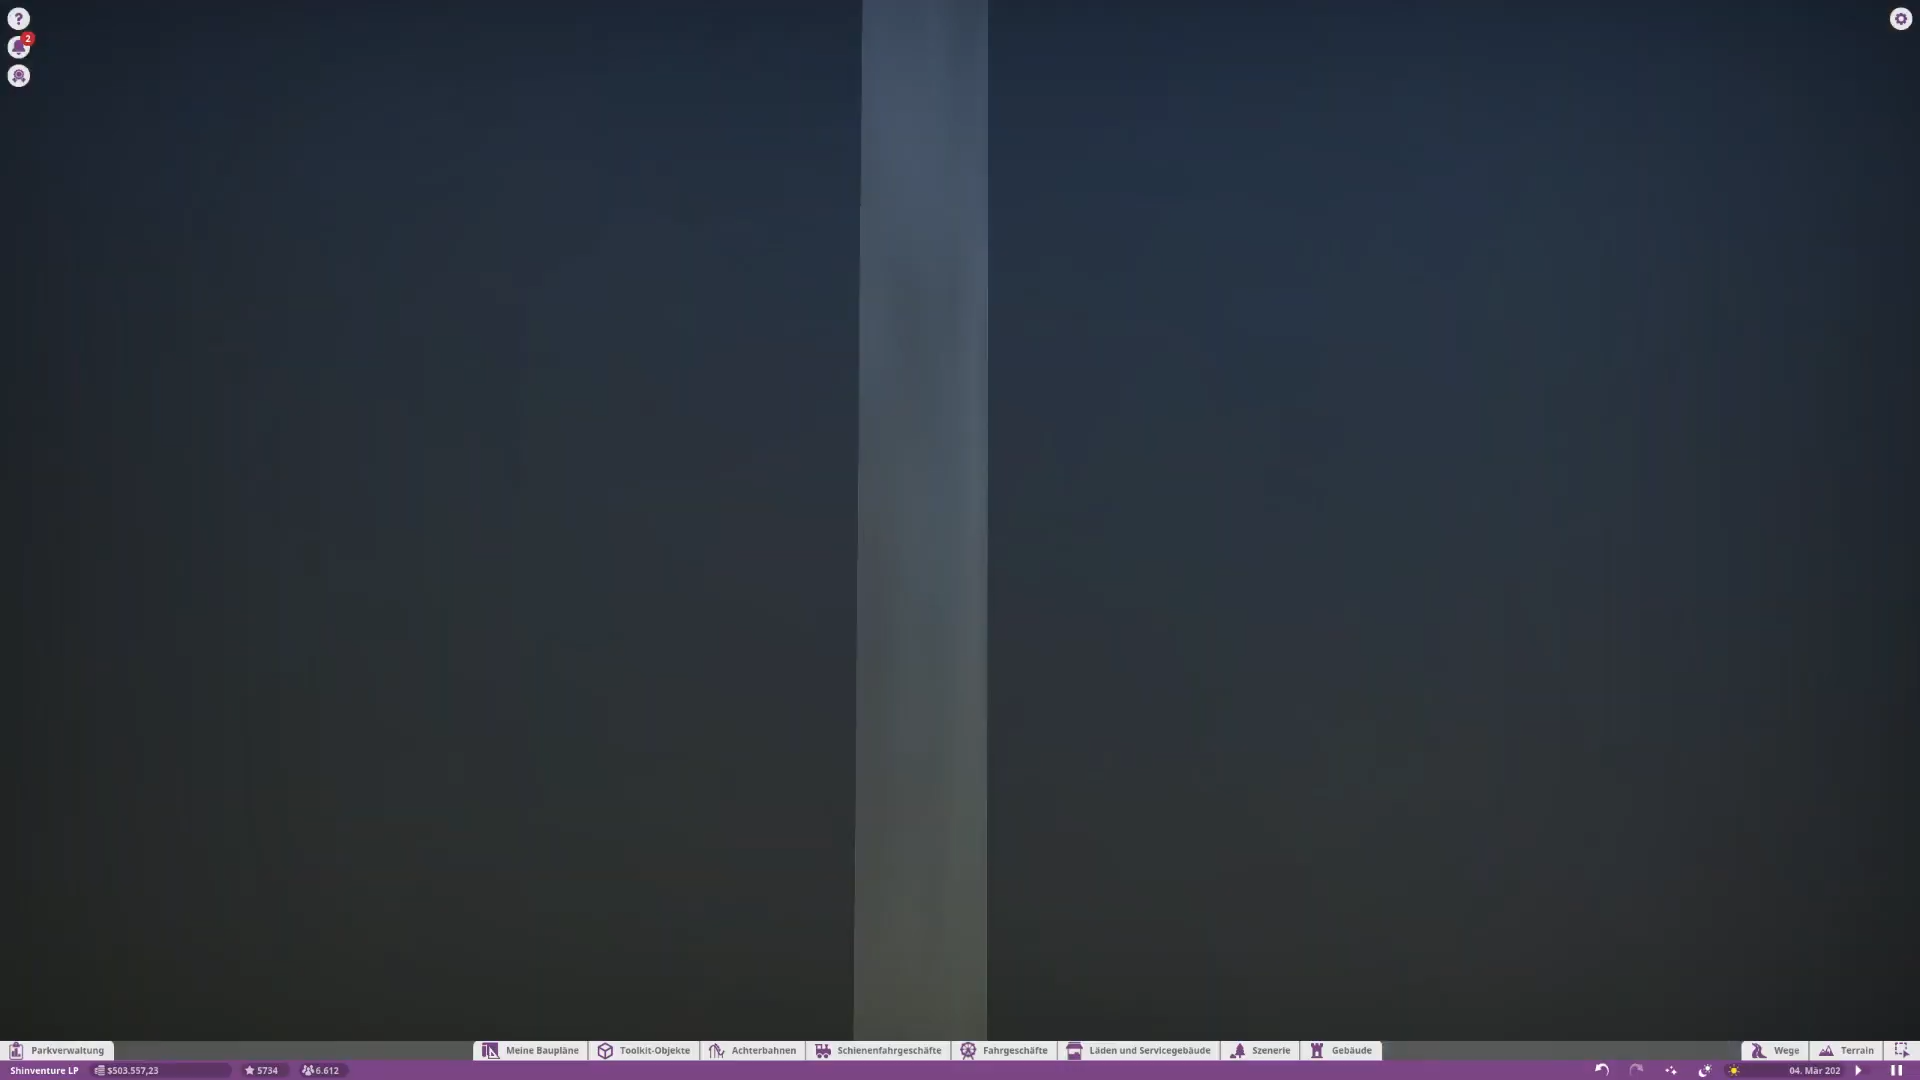 ?
2
Parkverwaltung
Meine Baupläne
Toolkit-Objekte
Achterbahnen
Schienenfahrgeschäfte
Fahrgeschäfte
Läden und Servicegebäude
Szenerie
Gebäude
Wege
Terrain
Shinventure LP
$503.557,23
5734
6.612
04. Mär 202